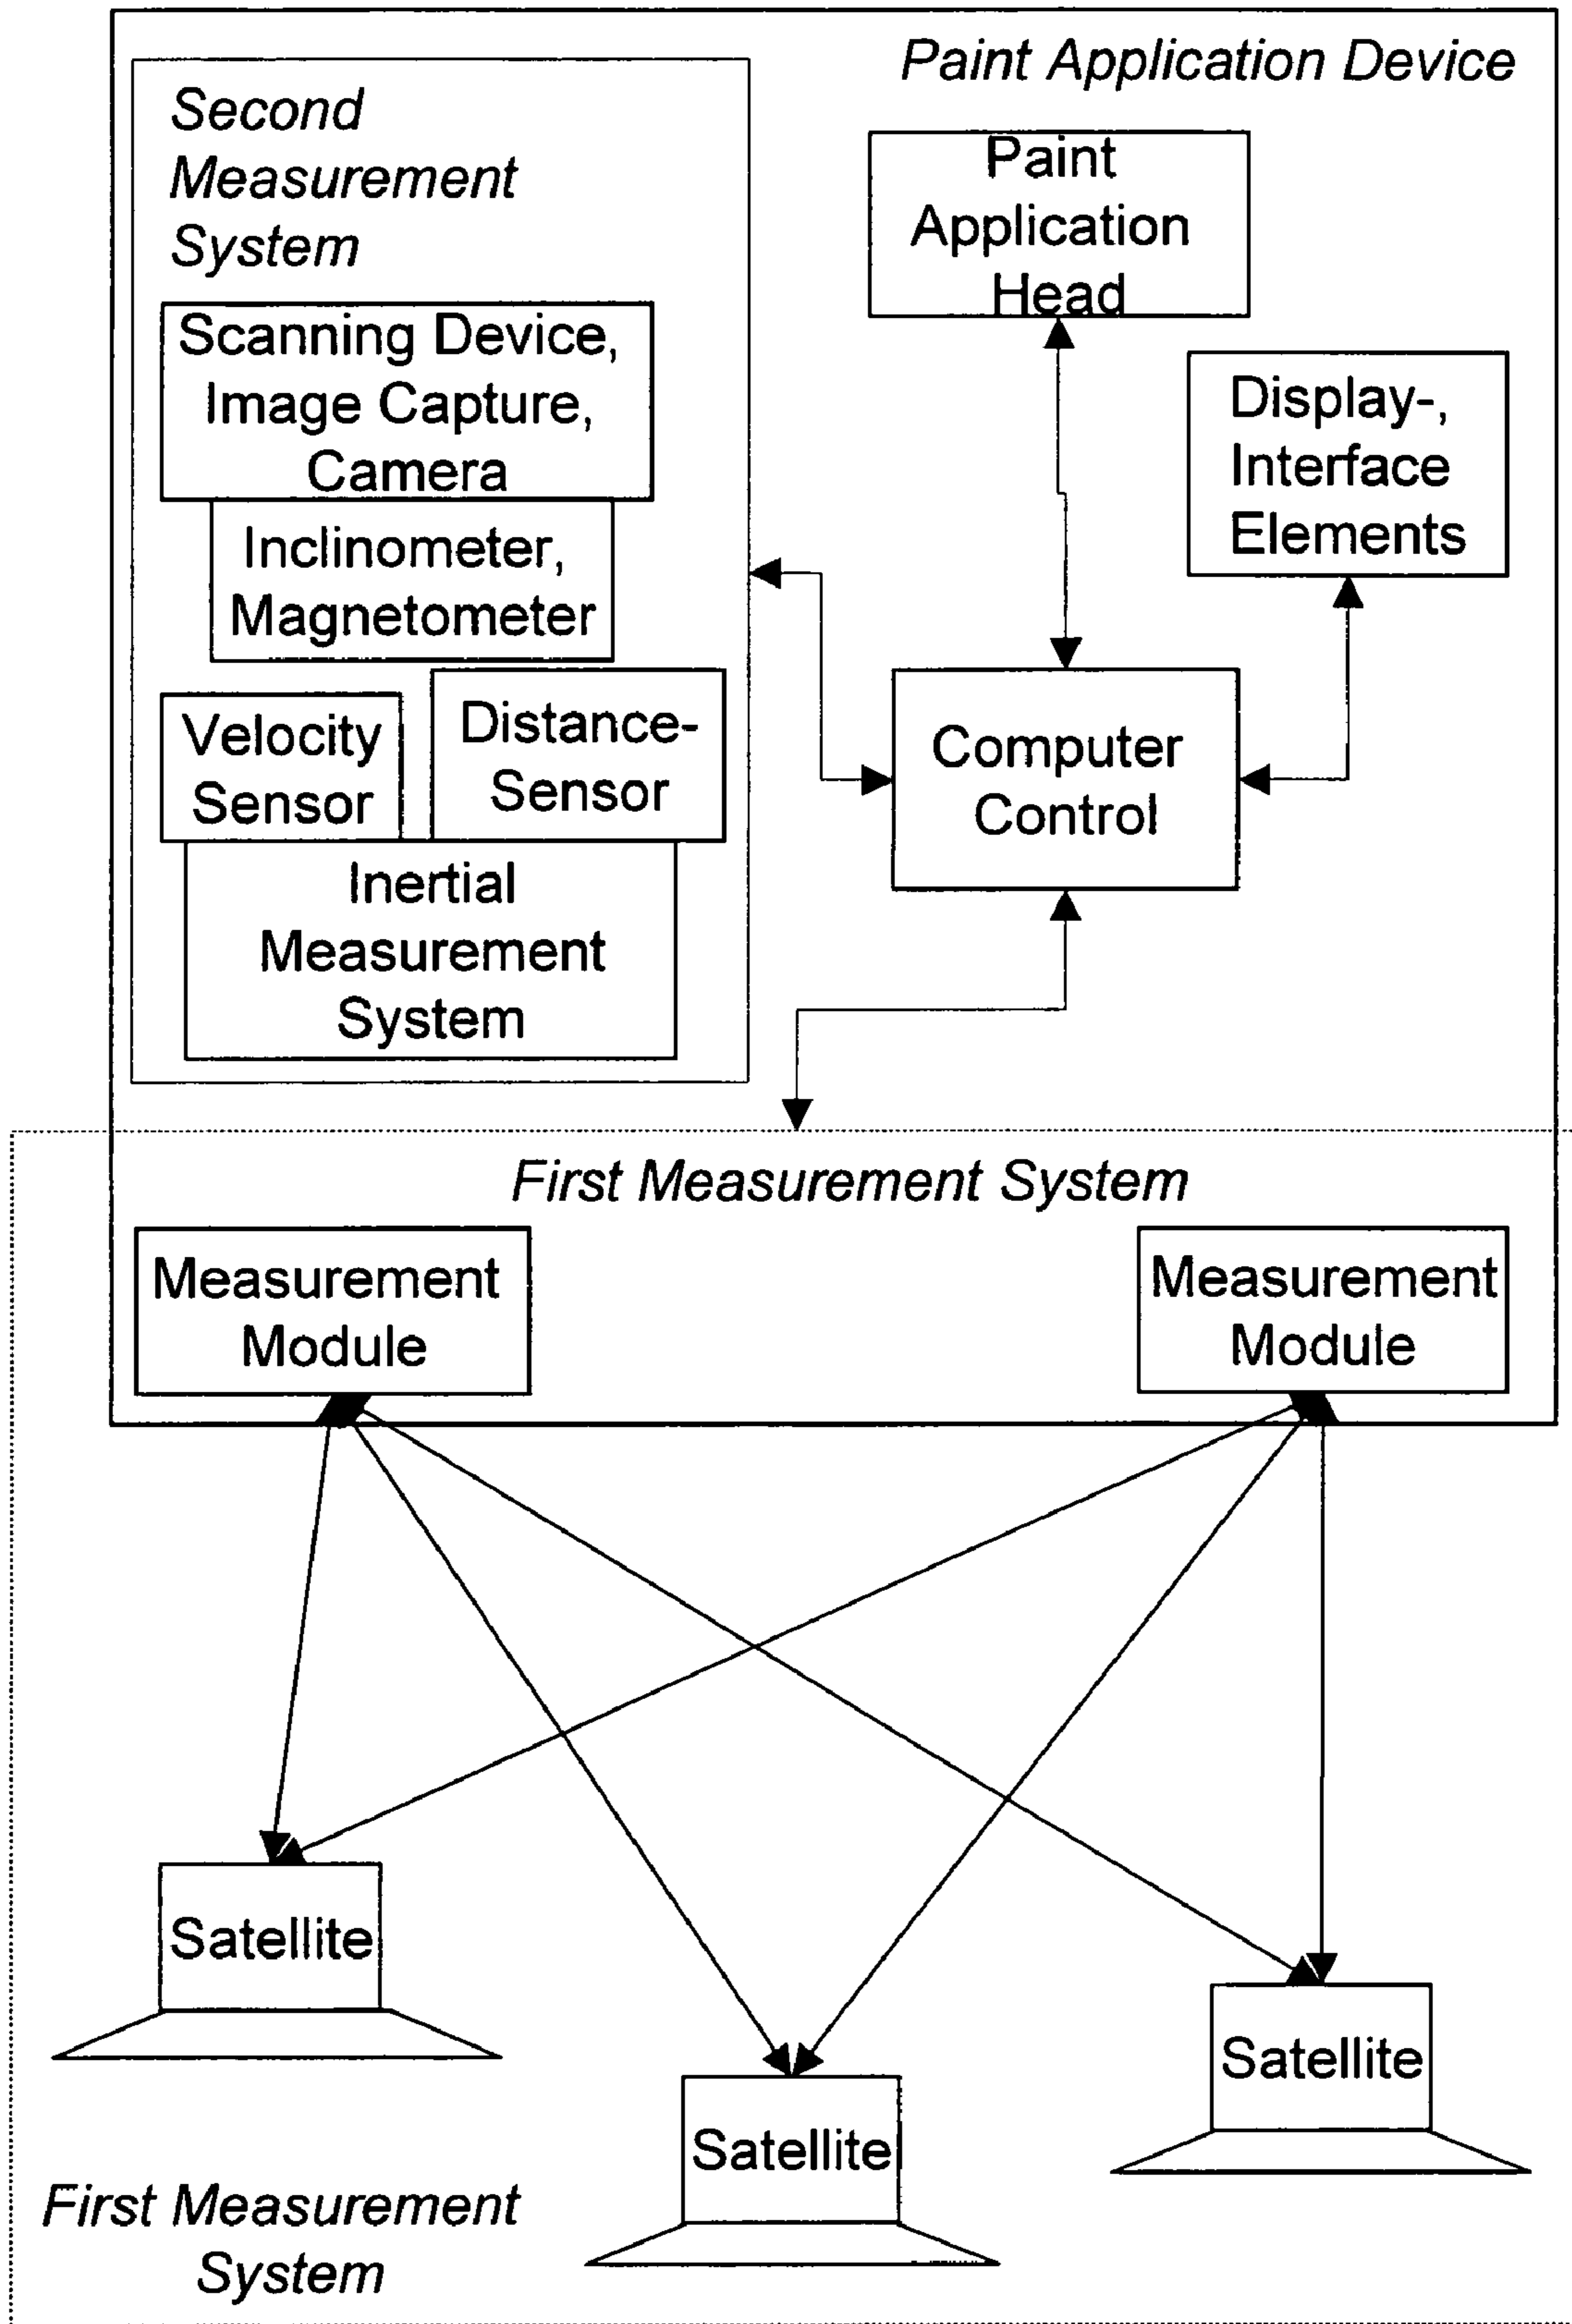 Paint Application Device
Second
Measurement
System
Scanning Device,
Image Capture,
Camera
Inclinometer,
Magnetometer
Velocity
Sensor
Distance-
Sensor
Inertial
Measurement
System
Paint
Application
Head
Display-,
Interface
Elements
Computer
Control
First Measurement System
Measurement
Module
Measurement
Module
Satellite
Satellite
Satellite
First Measurement
System